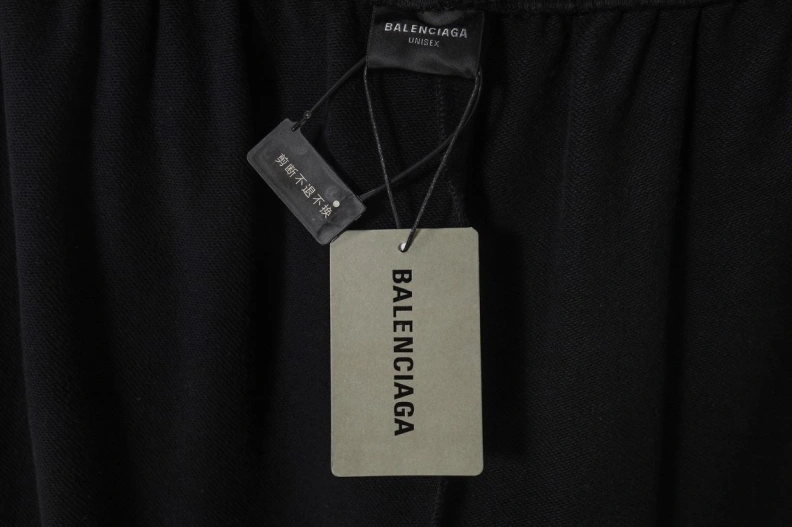 BALENCIAGA
UNISEX
剪断不退不换
BALENCIAGA